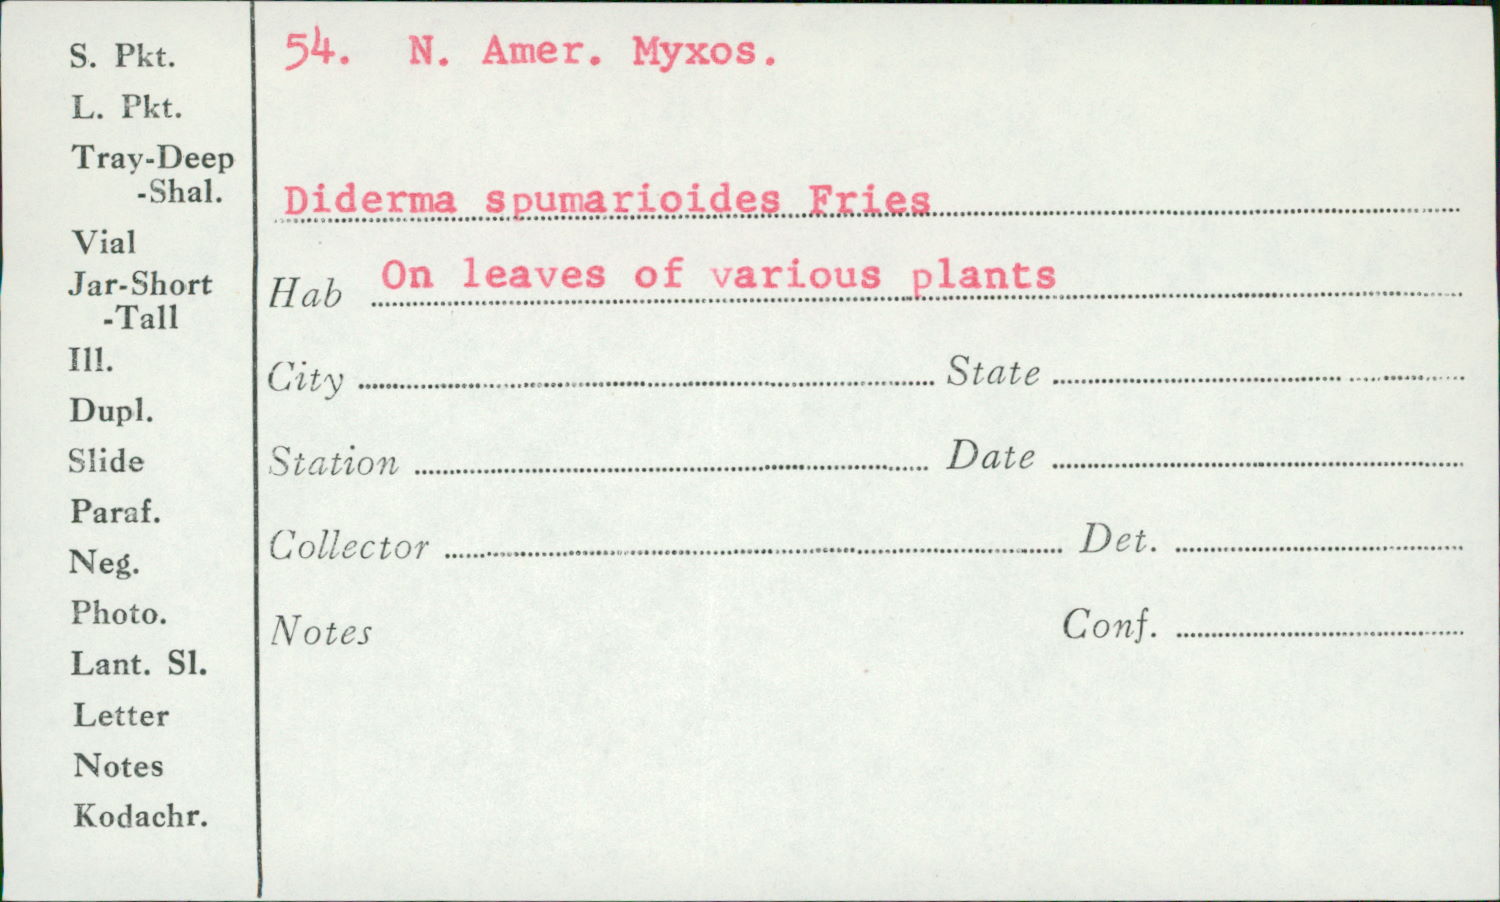 S. Pkt.
L. Pkt.
Tray-Deep
-Shal.
Vial
Jar-Short
-Tall
Ill.
Dupl.
Slide
Paraf.
Neg.
Photo.
Lant. Sl.
Letter
Notes
Kodachr.
54. N. Amer. Myxos.
Diderma spumarioides Fries
Hab On leaves of various plants
City State
Station Date
Collector Det.
Notes Conf.